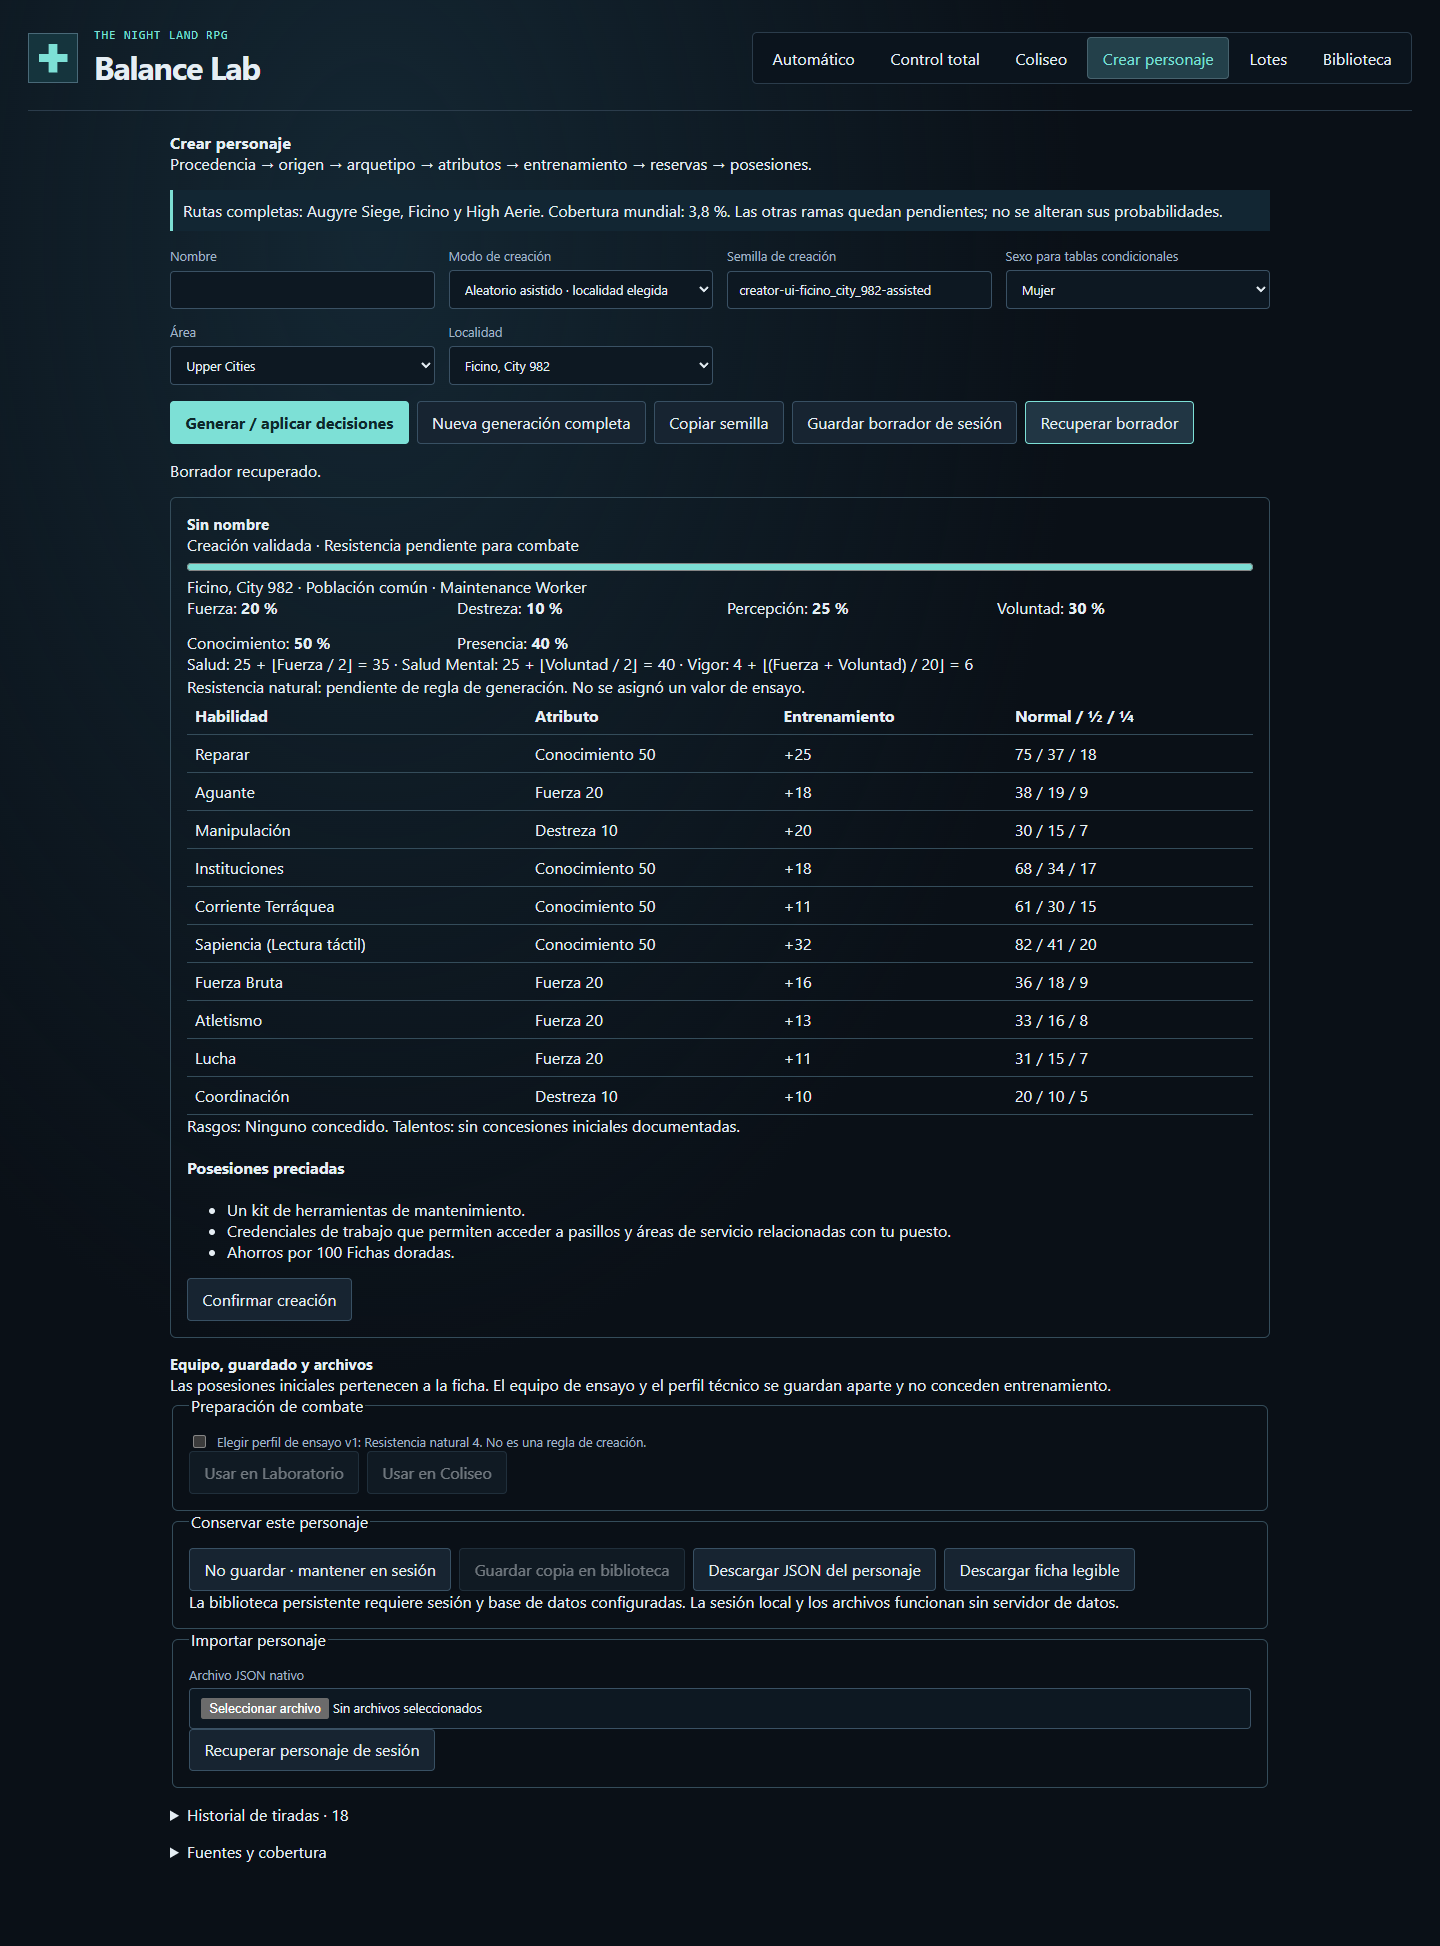 THE NIGHT LAND RPG
Balance Lab
Automático Control total Coliseo Crear personaje Lotes Biblioteca
Crear personaje
Procedencia → origen → arquetipo → atributos → entrenamiento → reservas → posesiones.
Rutas completas: Augyre Siege, Ficino y High Aerie. Cobertura mundial: 3,8 %. Las otras ramas quedan pendientes; no se alteran sus probabilidades.
Nombre Modo de creación Semilla de creación Sexo para tablas condicionales
Aleatorio asistido · localidad elegida creator-ui-ficino_city_982-assisted Mujer
Área Localidad
Upper Cities Ficino, City 982
Generar / aplicar decisiones Nueva generación completa Copiar semilla Guardar borrador de sesión Recuperar borrador
Borrador recuperado.
Sin nombre
Creación validada · Resistencia pendiente para combate
Ficino, City 982 · Población común · Maintenance Worker
Fuerza: 20 % Destreza: 10 % Percepción: 25 % Voluntad: 30 %
Conocimiento: 50 % Presencia: 40 %
Salud: 25 + ⌊Fuerza / 2⌋ = 35 · Salud Mental: 25 + ⌊Voluntad / 2⌋ = 40 · Vigor: 4 + ⌊(Fuerza + Voluntad) / 20⌋ = 6
Resistencia natural: pendiente de regla de generación. No se asignó un valor de ensayo.
Habilidad Atributo Entrenamiento Normal / ½ / ¼
Reparar Conocimiento 50 +25 75 / 37 / 18
Aguante Fuerza 20 +18 38 / 19 / 9
Manipulación Destreza 10 +20 30 / 15 / 7
Instituciones Conocimiento 50 +18 68 / 34 / 17
Corriente Terráquea Conocimiento 50 +11 61 / 30 / 15
Sapiencia (Lectura táctil) Conocimiento 50 +32 82 / 41 / 20
Fuerza Bruta Fuerza 20 +16 36 / 18 / 9
Atletismo Fuerza 20 +13 33 / 16 / 8
Lucha Fuerza 20 +11 31 / 15 / 7
Coordinación Destreza 10 +10 20 / 10 / 5
Rasgos: Ninguno concedido. Talentos: sin concesiones iniciales documentadas.
Posesiones preciadas
• Un kit de herramientas de mantenimiento.
• Credenciales de trabajo que permiten acceder a pasillos y áreas de servicio relacionadas con tu puesto.
• Ahorros por 100 Fichas doradas.
Confirmar creación
Equipo, guardado y archivos
Las posesiones iniciales pertenecen a la ficha. El equipo de ensayo y el perfil técnico se guardan aparte y no conceden entrenamiento.
Preparación de combate
Elegir perfil de ensayo v1: Resistencia natural 4. No es una regla de creación.
Usar en Laboratorio Usar en Coliseo
Conservar este personaje
No guardar · mantener en sesión Guardar copia en biblioteca Descargar JSON del personaje Descargar ficha legible
La biblioteca persistente requiere sesión y base de datos configuradas. La sesión local y los archivos funcionan sin servidor de datos.
Importar personaje
Archivo JSON nativo
Seleccionar archivo Sin archivos seleccionados
Recuperar personaje de sesión
▶ Historial de tiradas · 18
▶ Fuentes y cobertura